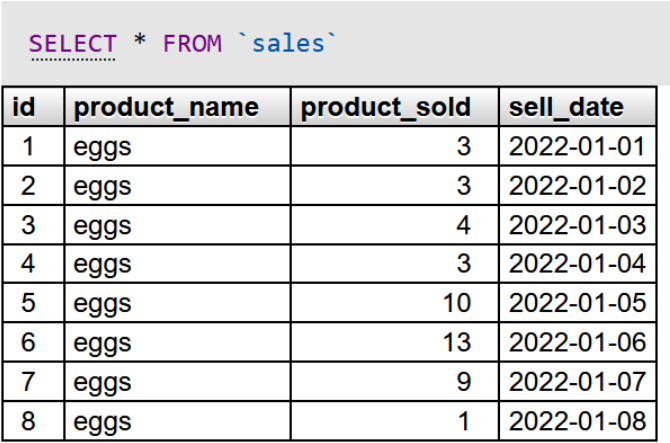 SELECT * FROM `sales`
id product_name product_sold sell_date
1 eggs 3 2022-01-01
2 eggs 3 2022-01-02
3 eggs 4 2022-01-03
4 eggs 3 2022-01-04
5 eggs 10 2022-01-05
6 eggs 13 2022-01-06
7 eggs 9 2022-01-07
8 eggs 1 2022-01-08